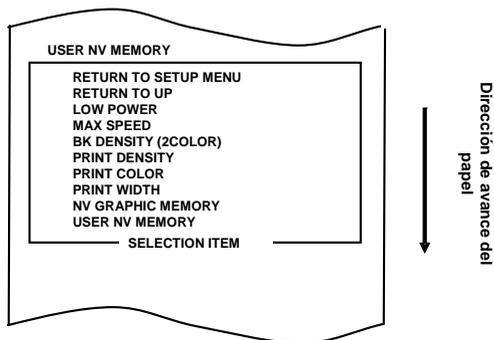 USER NV MEMORY
RETURN TO SETUP MENU
RETURN TO UP
LOW POWER
MAX SPEED
BK DENSITY (2COLOR)
PRINT DENSITY
PRINT COLOR
PRINT WIDTH
NV GRAPHIC MEMORY
USER NV MEMORY
SELECTION ITEM
Dirección de avance del
papel